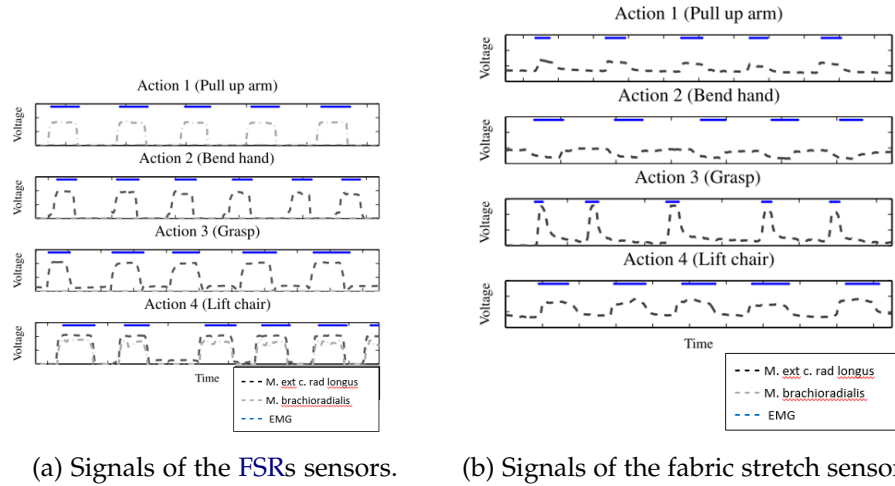 Action 1 (Pull up arm)
Voltage
Action 2 (Bend hand)
Voltage
Action 3 (Grasp)
Voltage
Action 4 (Lift chair)
Voltage
Time
M. ext c. rad longus
M. brachioradialis
EMG
(a) Signals of the FSRs sensors.
Action 1 (Pull up arm)
Voltage
Action 2 (Bend hand)
Voltage
Action 3 (Grasp)
Voltage
Action 4 (Lift chair)
Voltage
Time
M. ext c. rad longus
M. brachioradialis
EMG
(b) Signals of the fabric stretch sensor